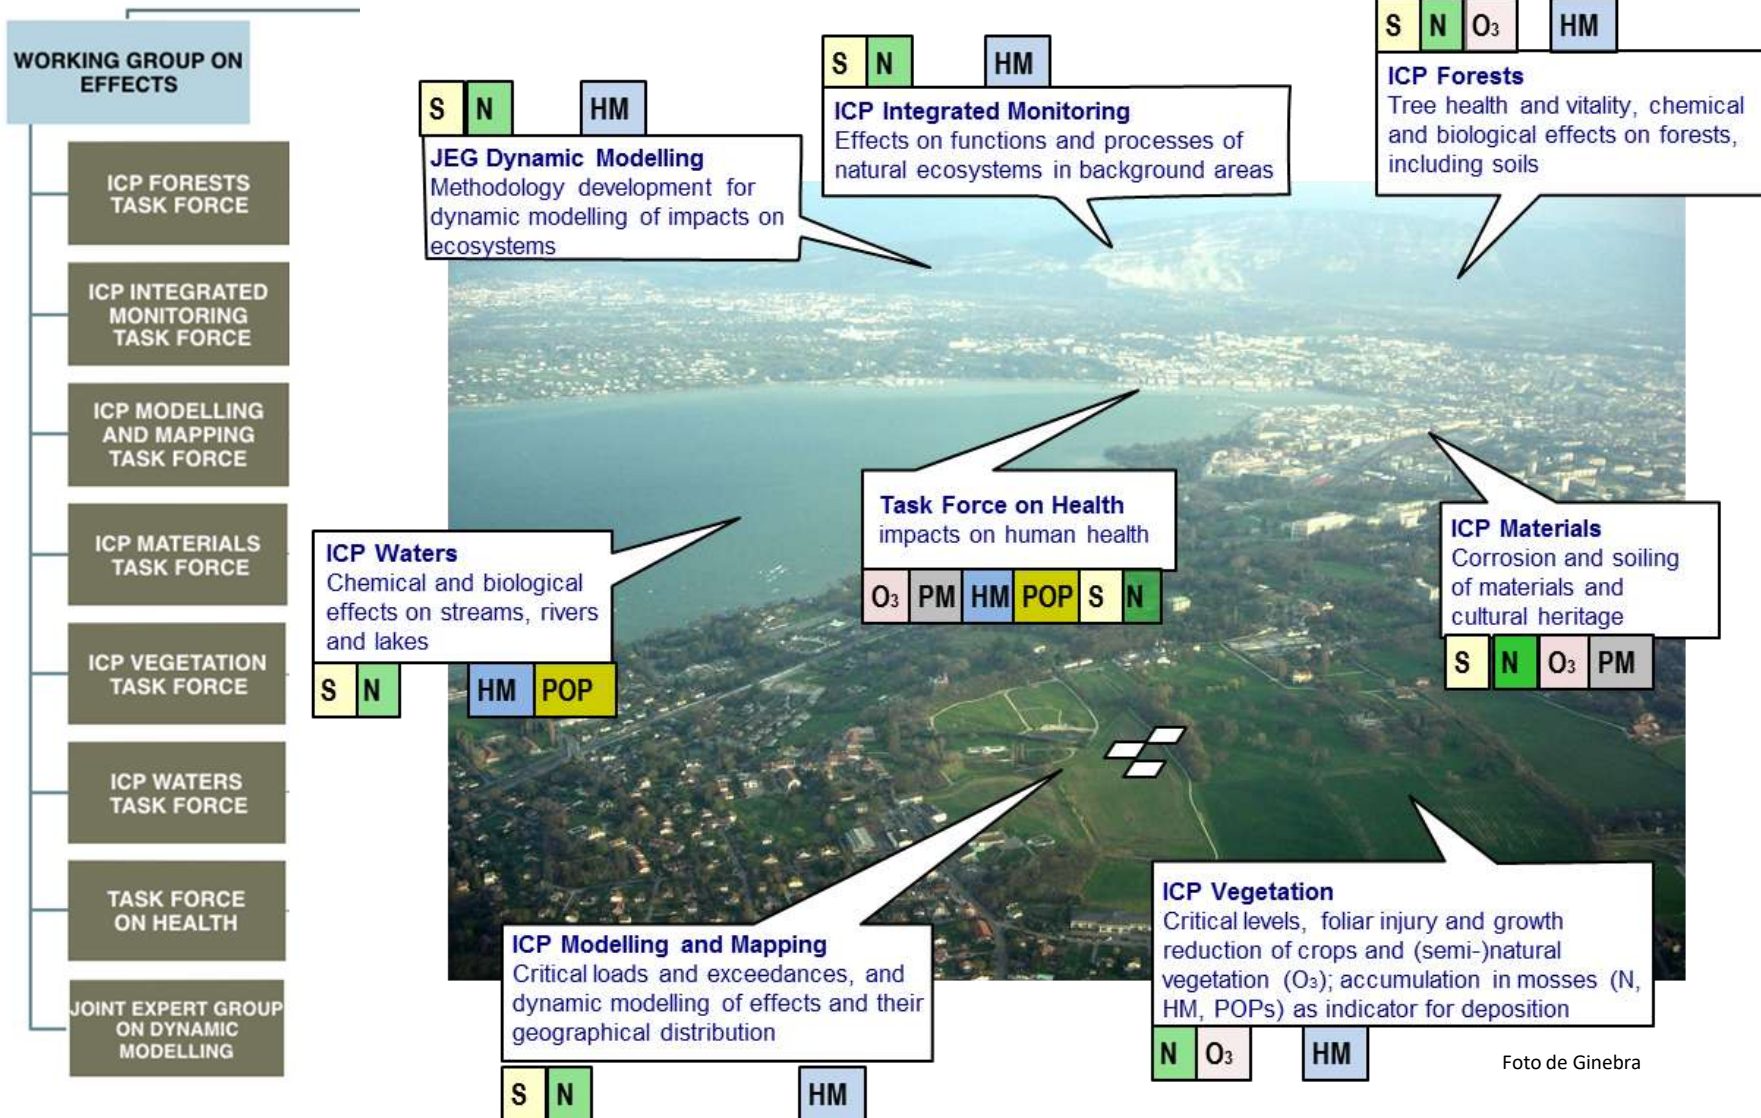 WORKING GROUP ON
EFFECTS
ICP FORESTS
TASK FORCE
ICP INTEGRATED
MONITORING
TASK FORCE
ICP MODELLING
AND MAPPING
TASK FORCE
ICP MATERIALS
TASK FORCE
ICP VEGETATION
TASK FORCE
ICP WATERS
TASK FORCE
TASK FORCE
ON HEALTH
JOINT EXPERT GROUP
ON DYNAMIC
MODELLING
S N HM
JEG Dynamic Modelling
Methodology development for
dynamic modelling of impacts on
ecosystems
S N HM
ICP Integrated Monitoring
Effects on functions and processes of
natural ecosystems in background areas
S N O3 HM
ICP Forests
Tree health and vitality, chemical
and biological effects on forests,
including soils
ICP Waters
Chemical and biological
effects on streams, rivers
and lakes
S N HM POP
Task Force on Health
impacts on human health
O3 PM HM POP S N
ICP Materials
Corrosion and soiling
of materials and
cultural heritage
S N O3 PM
ICP Modelling and Mapping
Critical loads and exceedances, and
dynamic modelling of effects and their
geographical distribution
S N HM
ICP Vegetation
Critical levels, foliar injury and growth
reduction of crops and (semi-)natural
vegetation (O3); accumulation in mosses (N,
HM, POPs) as indicator for deposition
N O3 HM
Foto de Ginebra